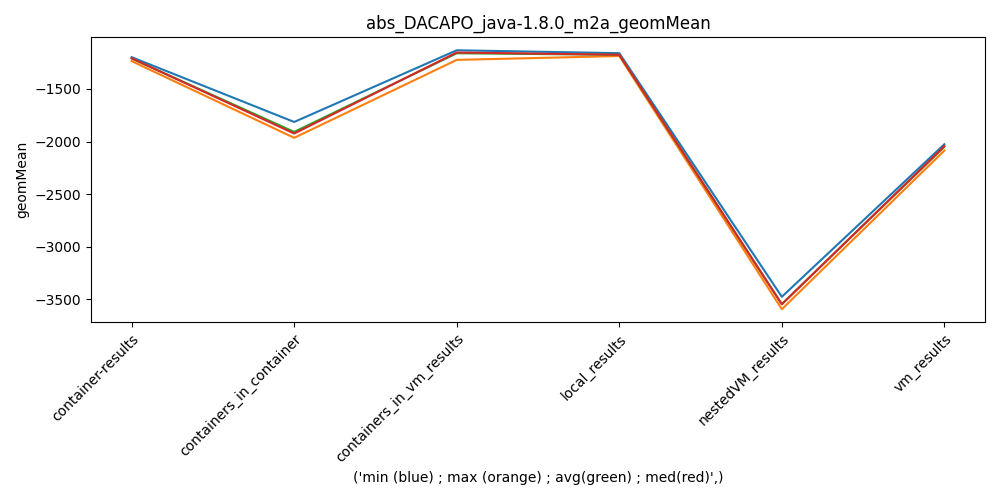 abs_DACAPO_java-1.8.0_m2a_geomMean
geomMean
−1500
−2000
−2500
−3000
−3500
container-results
containers_in_container
containers_in_vm_results
local_results
nestedVM_results
vm_results
('min (blue) ; max (orange) ; avg(green) ; med(red)',)